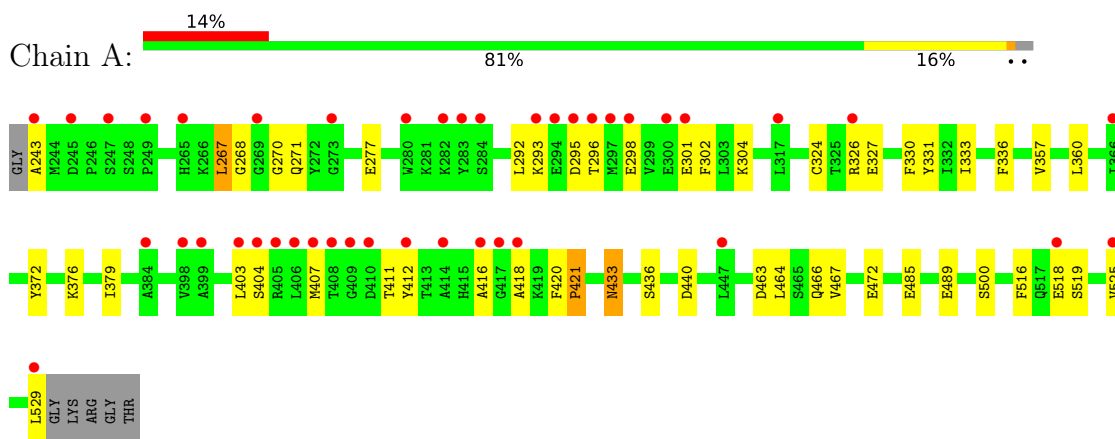 14%
Chain A:
81% 16% • •
GLY A243 M244 D245 P246 S247 S248 P249 H265 K266 L267 G268 G269 G270 Q271 Y272 G273 E277 W280 K281 K282 Y283 S284 L292 K293 E294 D295 T296 M297 E298 V299 E300 E301 F302 L303 K304 L317 C324 T325 R326 E327 F330 Y331 I332 I333 F336 V357 L360 I366
Y372 K376 I379 A384 V398 A399 L403 S404 R405 L406 M407 T408 G409 D410 T411 Y412 T413 A414 H415 A416 G417 A418 K419 F420 P421 N433 S436 D440 L447 D463 L464 S465 Q466 V467 E472 E485 E489 S500 F516 Q517 E518 S519 V525
L529 GLY LYS ARG GLY THR